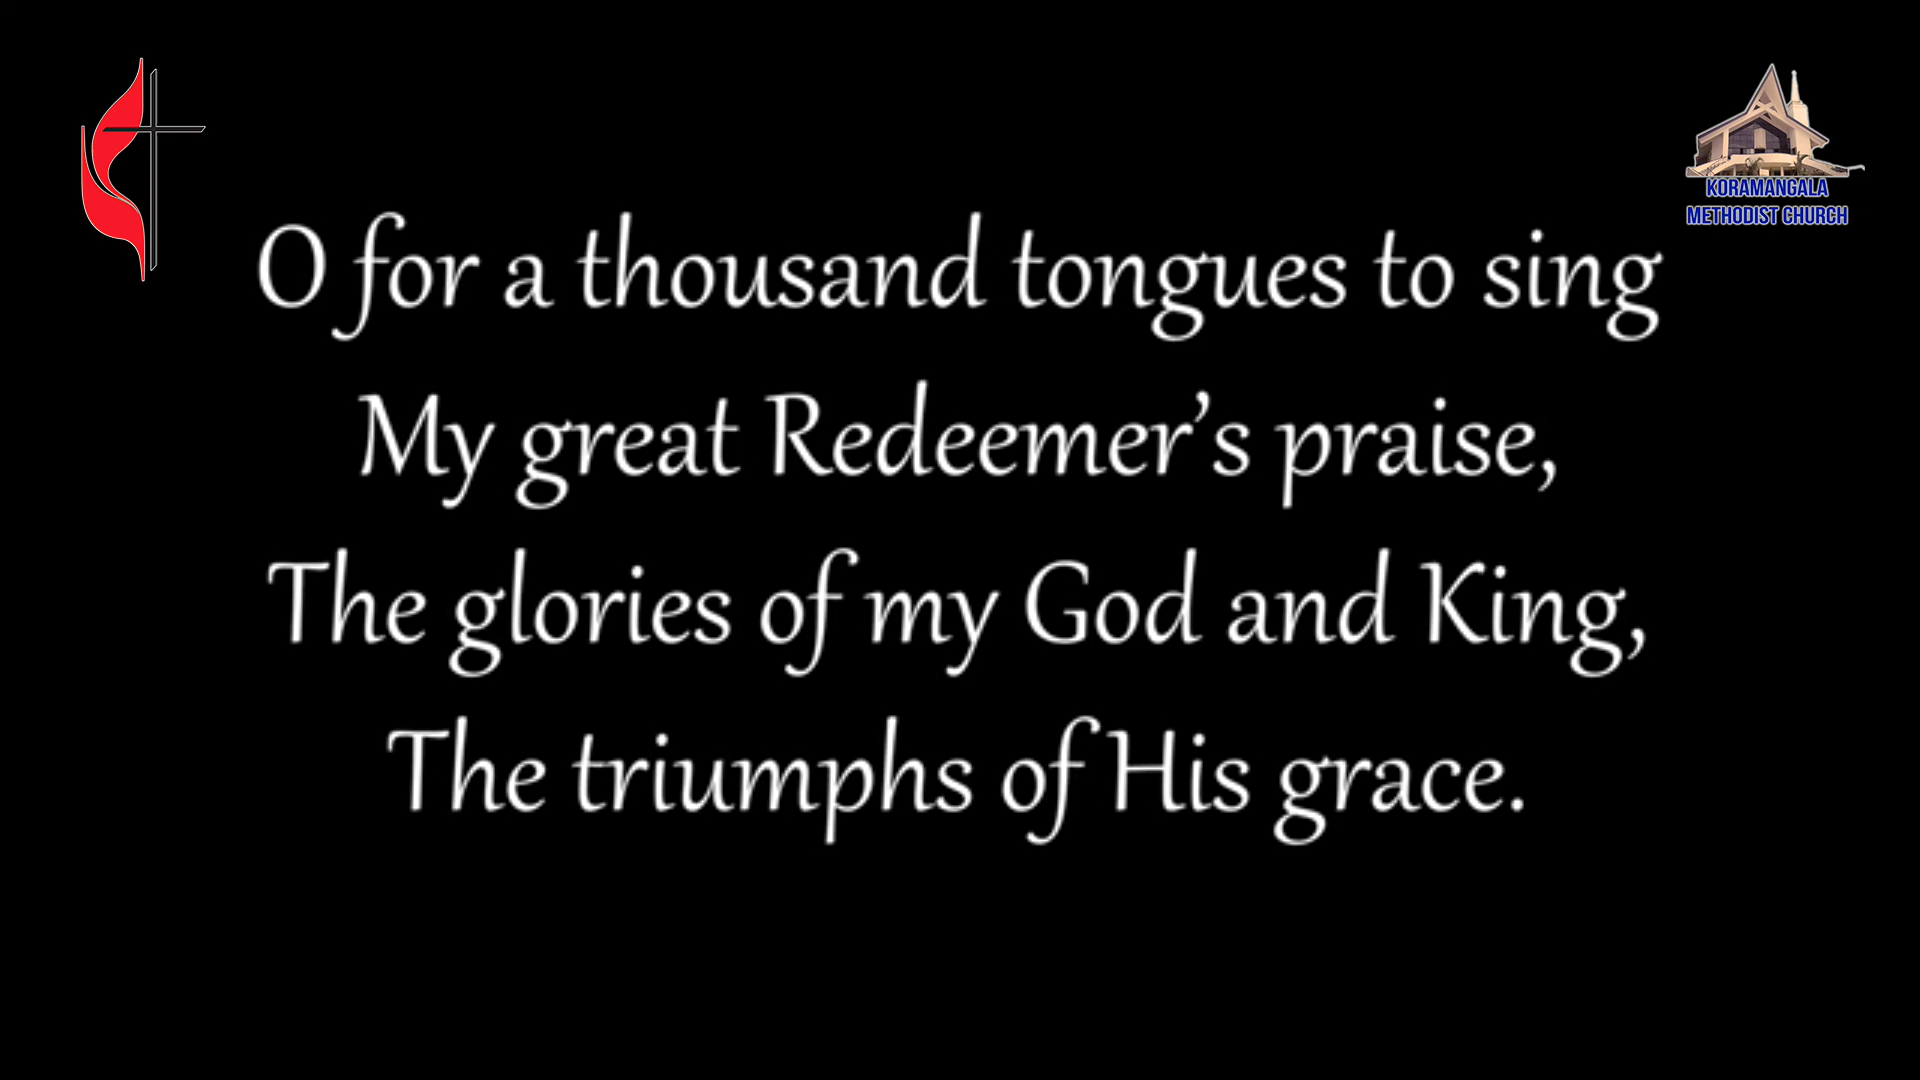 KORAMANGALA
METHODIST CHURCH
O for a thousand tongues to sing
My great Redeemer’s praise,
The glories of my God and King,
The triumphs of His grace.